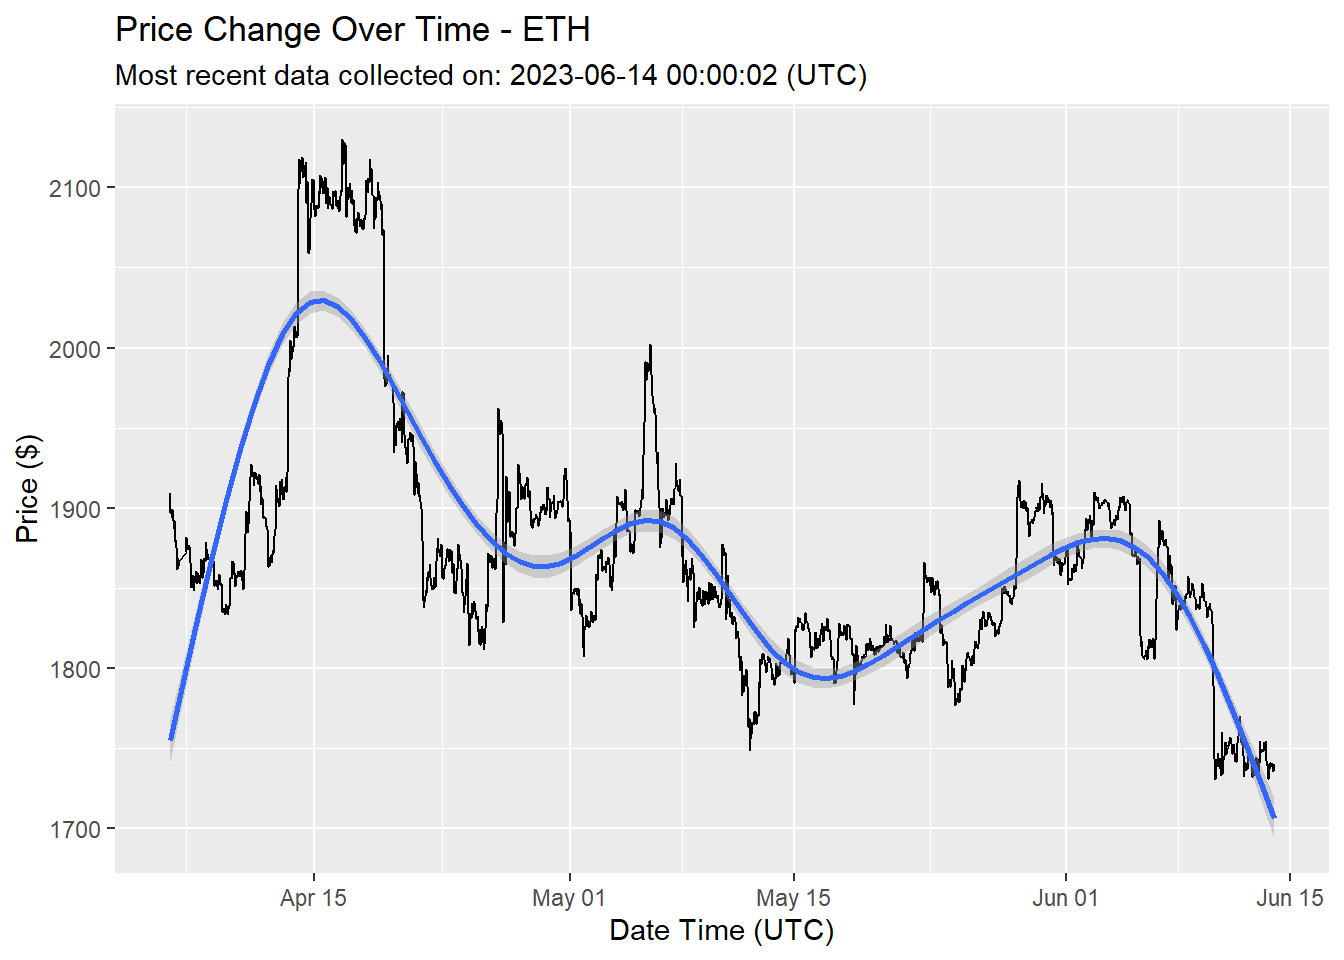 Price Change Over Time - ETH
Most recent data collected on: 2023-06-14 00:00:02 (UTC)
Price ($)
2100
2000
1900
1800
1700
Apr 15
May 01
May 15
Jun 01
Jun 15
Date Time (UTC)